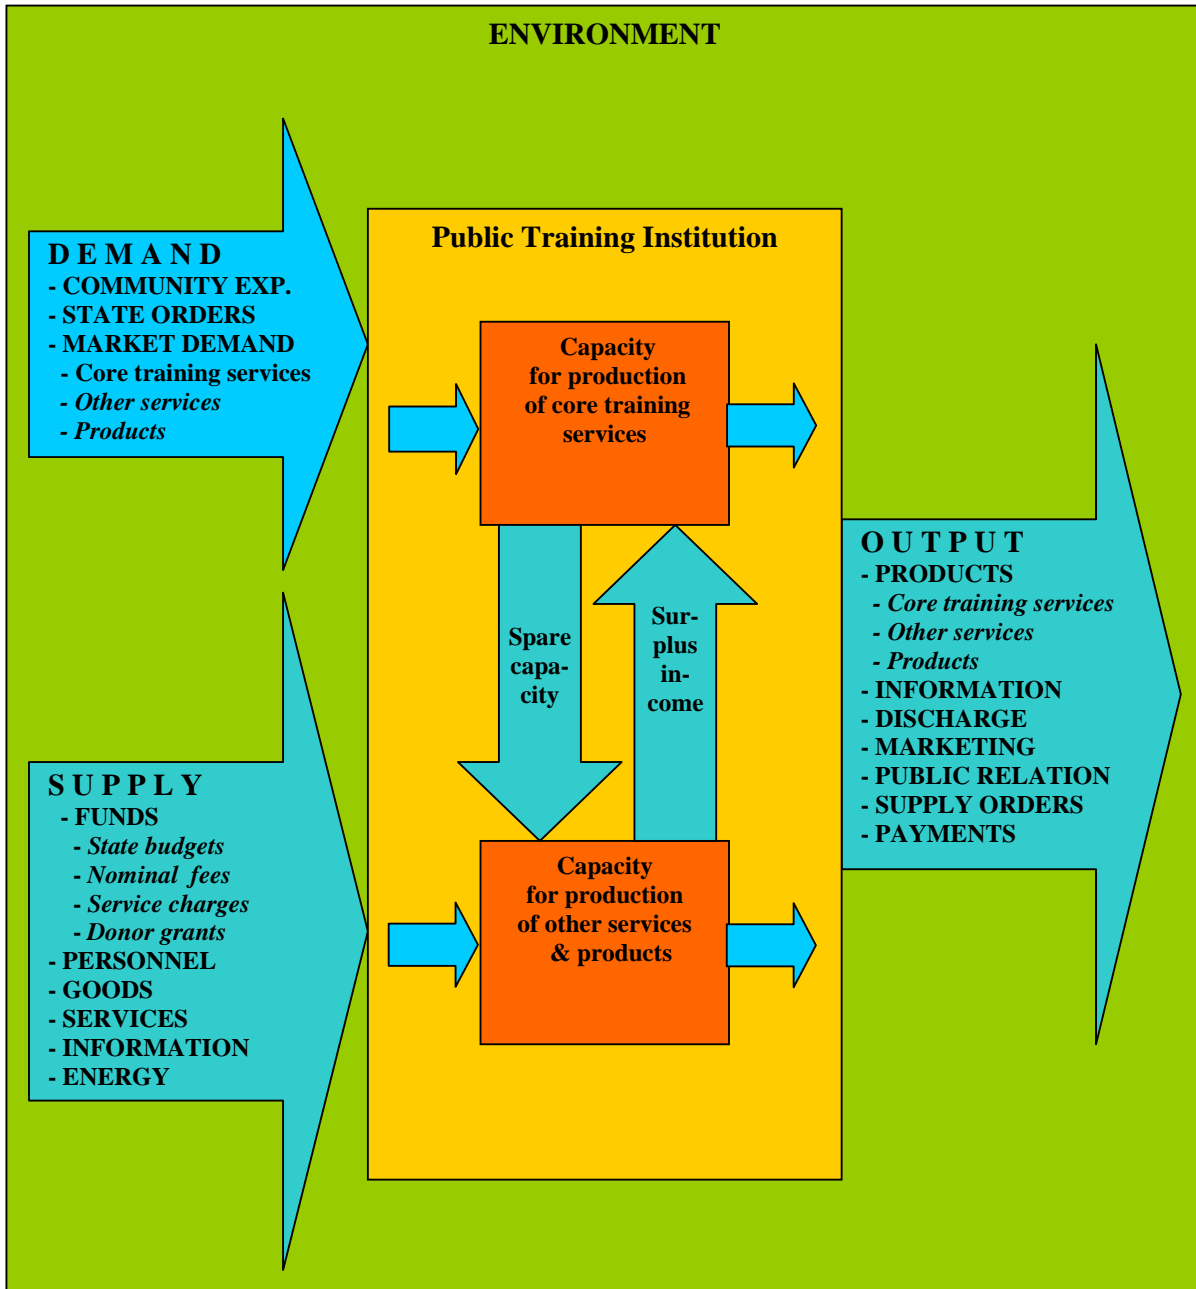 ENVIRONMENT
D E M A N D
- COMMUNITY EXP.
- STATE ORDERS
- MARKET DEMAND
- Core training services
- Other services
- Products
S U P P L Y
- FUNDS
- State budgets
- Nominal fees
- Service charges
- Donor grants
- PERSONNEL
- GOODS
- SERVICES
- INFORMATION
- ENERGY
Public Training Institution
Capacity
for production
of core training
services
Spare
capa-
city
Sur-
plus
in-
come
Capacity
for production
of other services
& products
O U T P U T
- PRODUCTS
- Core training services
- Other services
- Products
- INFORMATION
- DISCHARGE
- MARKETING
- PUBLIC RELATION
- SUPPLY ORDERS
- PAYMENTS